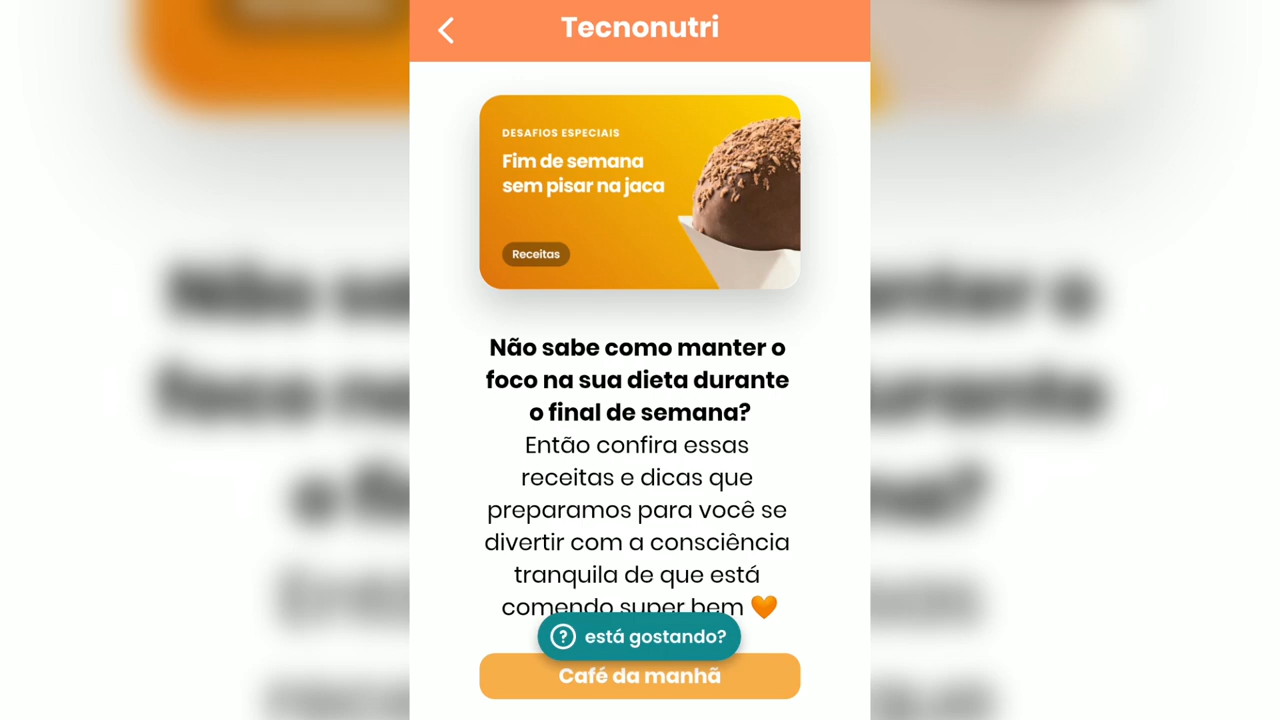 Tecnonutri
DESAFIOS ESPECIAIS
Fim de semana
sem pisar na jaca
Receitas
Não sabe como manter o
foco na sua dieta durante
o final de semana?
Então confira essas
receitas e dicas que
preparamos para você se
divertir com a consciência
tranquila de que está
comendo super bem 🧡
está gostando?
Café da manhã